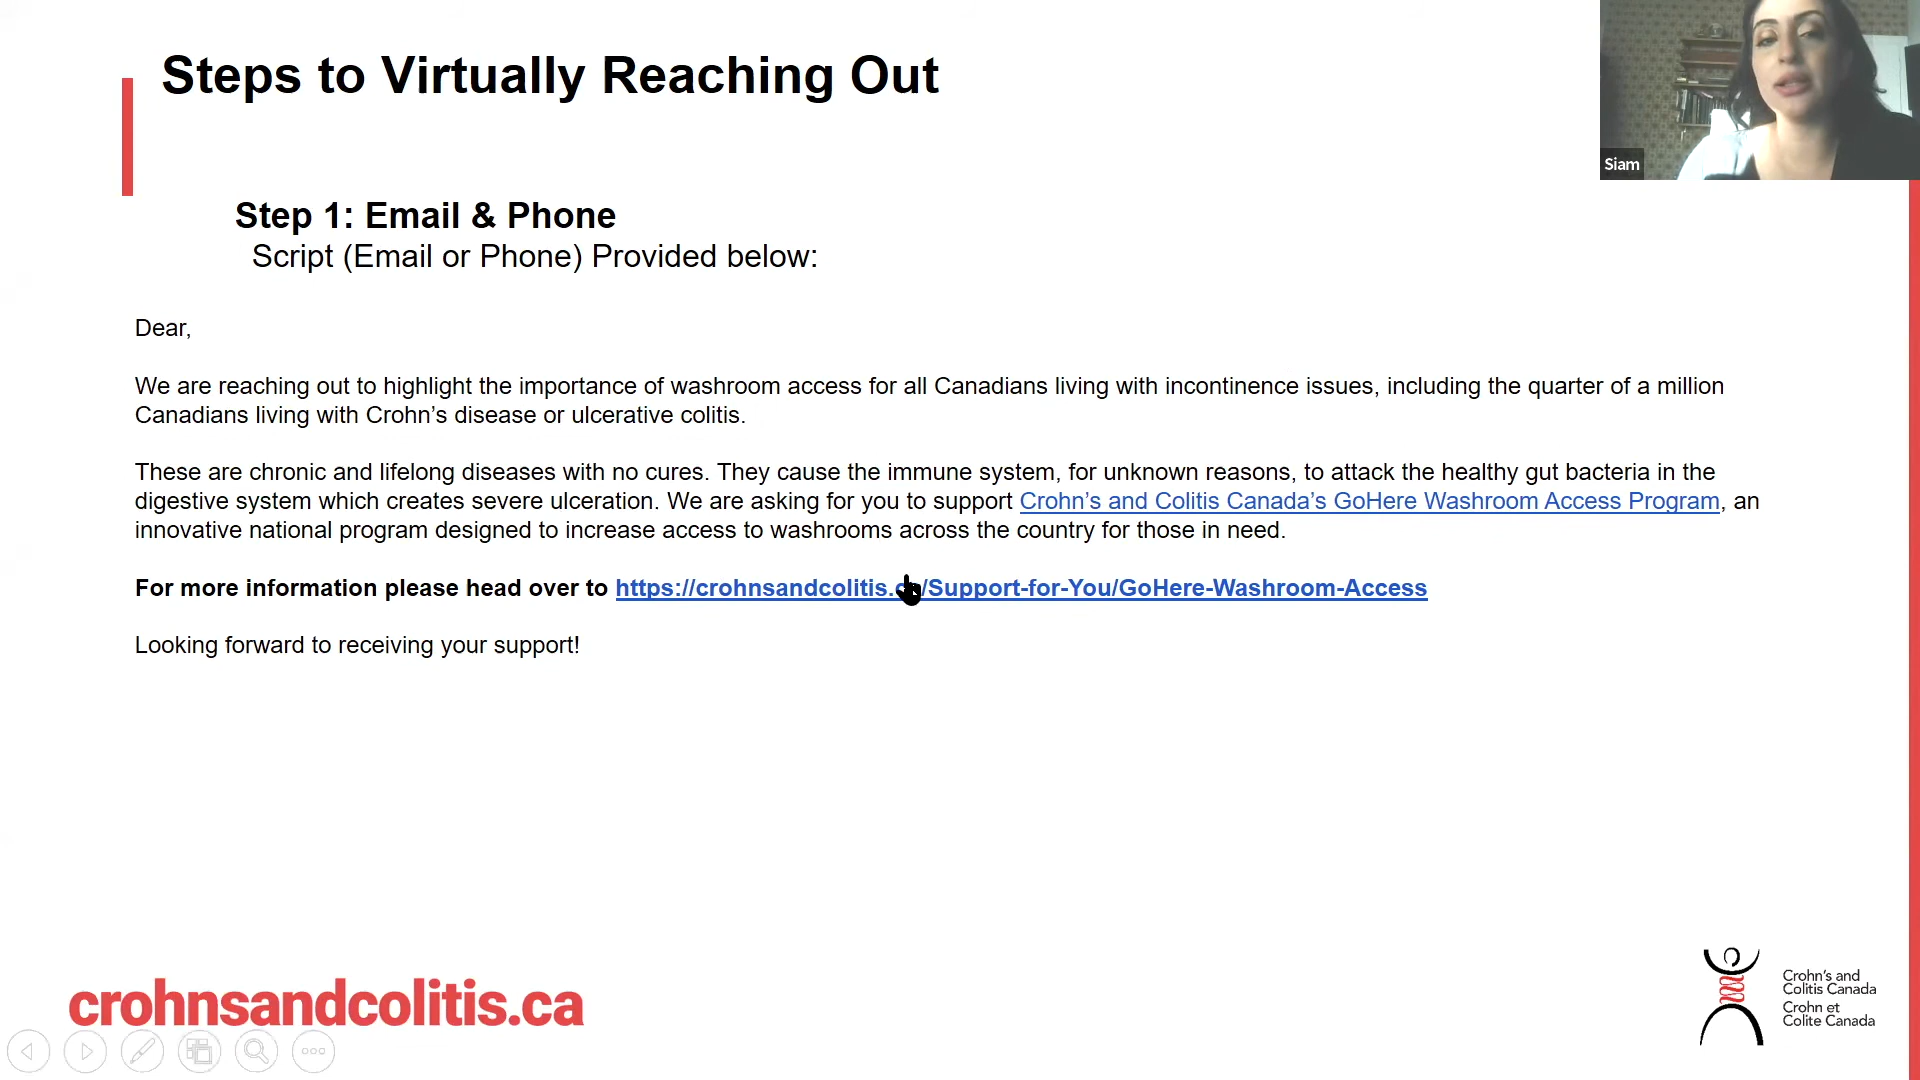 Steps to Virtually Reaching Out
Siam
Step 1: Email & Phone
Script (Email or Phone) Provided below:
Dear,
We are reaching out to highlight the importance of washroom access for all Canadians living with incontinence issues, including the quarter of a million
Canadians living with Crohn’s disease or ulcerative colitis.
These are chronic and lifelong diseases with no cures. They cause the immune system, for unknown reasons, to attack the healthy gut bacteria in the
digestive system which creates severe ulceration. We are asking for you to support Crohn’s and Colitis Canada’s GoHere Washroom Access Program, an
innovative national program designed to increase access to washrooms across the country for those in need.
For more information please head over to https://crohnsandcolitis.ca/Support-for-You/GoHere-Washroom-Access
Looking forward to receiving your support!
crohnsandcolitis.ca
Crohn’s and
Colitis Canada
Crohn et
Colite Canada